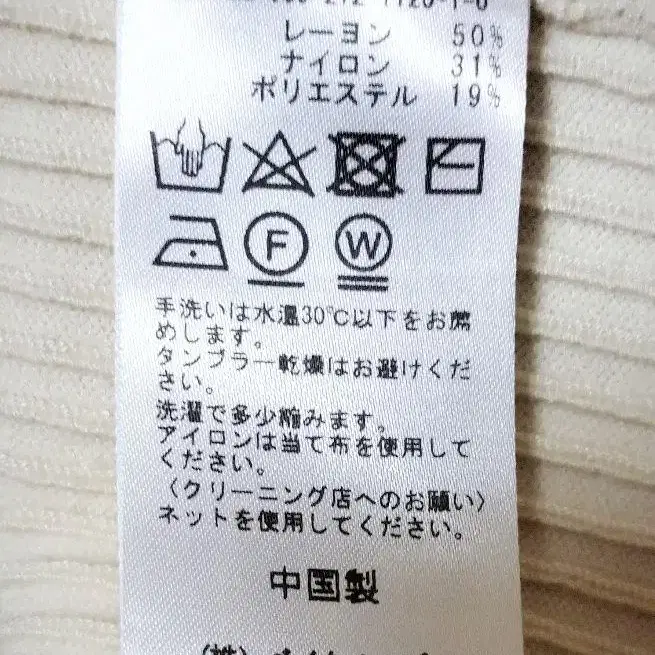 レーヨン 50%
ナイロン 31%
ポリエステル 19%
F W
手洗いは水温30℃以下をお薦
めします。
タンブラー乾燥はお避けくだ
さい。
洗濯で多少縮みます。
アイロンは当て布を使用して
ください。
〈クリーニング店へのお願い〉
ネットを使用してください。
中国製